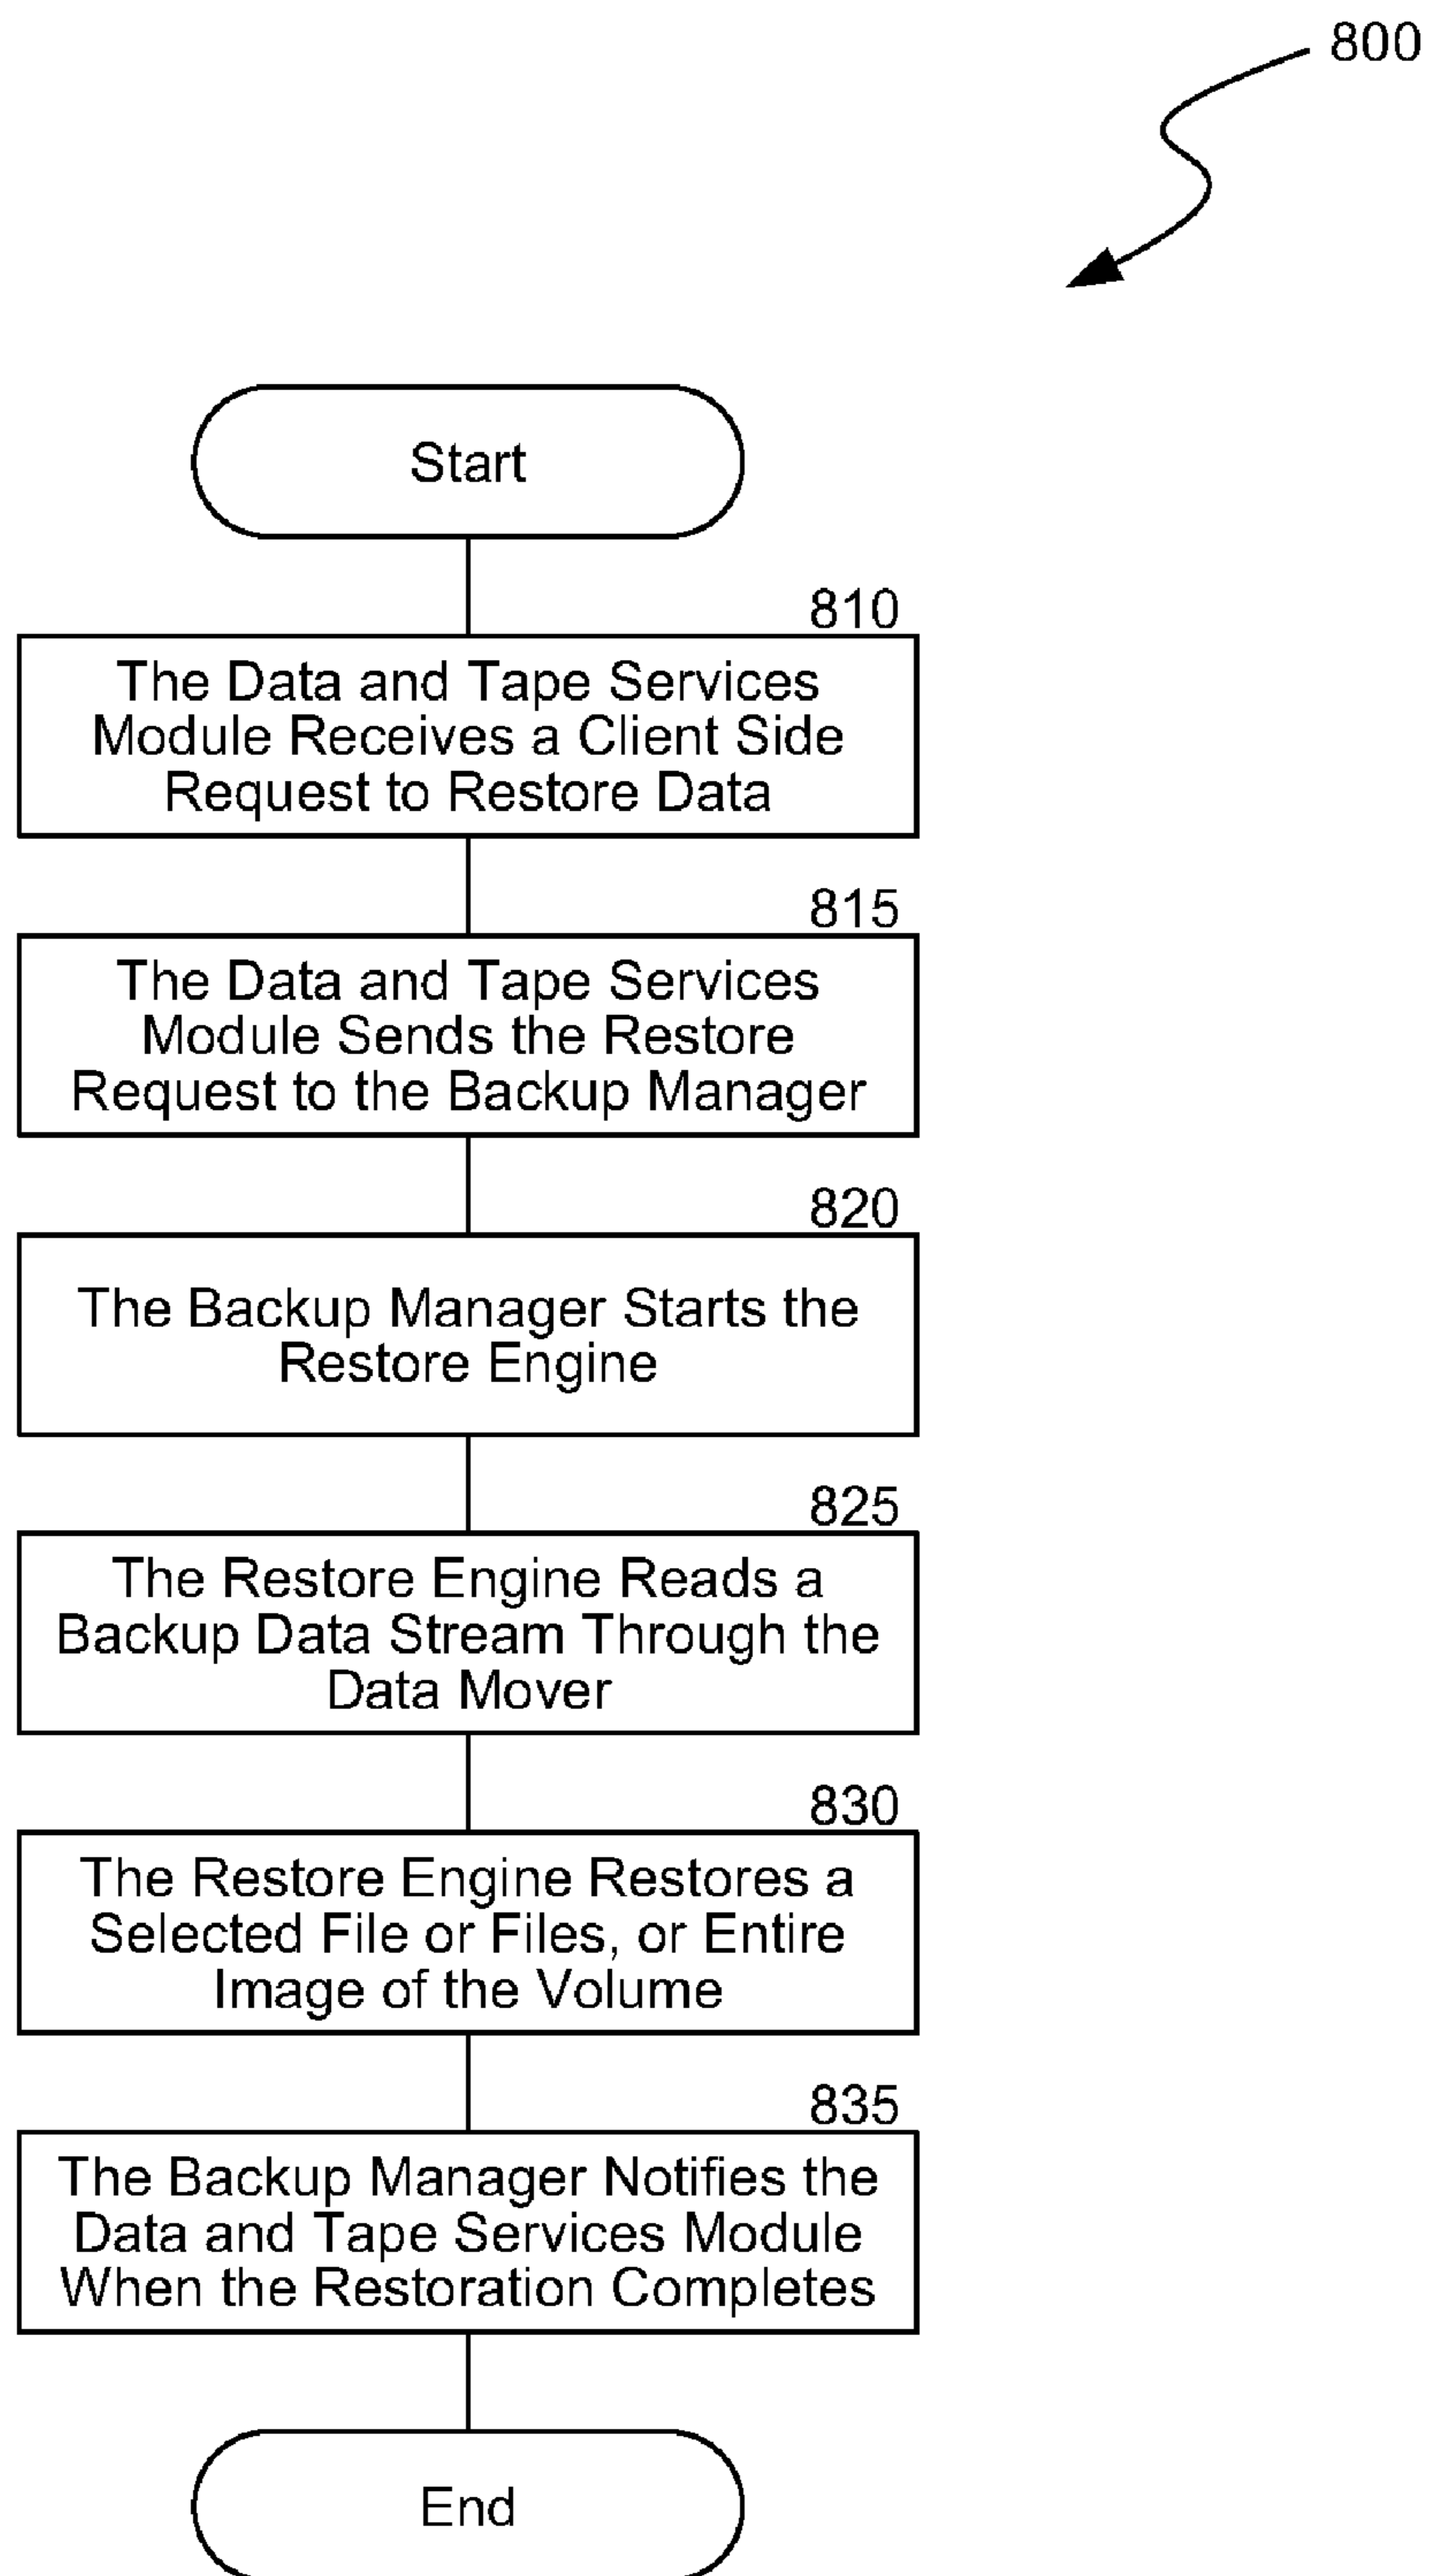 800
Start
810
The Data and Tape Services
Module Receives a Client Side
Request to Restore Data
815
The Data and Tape Services
Module Sends the Restore
Request to the Backup Manager
820
The Backup Manager Starts the
Restore Engine
825
The Restore Engine Reads a
Backup Data Stream Through the
Data Mover
830
The Restore Engine Restores a
Selected File or Files, or Entire
Image of the Volume
835
The Backup Manager Notifies the
Data and Tape Services Module
When the Restoration Completes
End